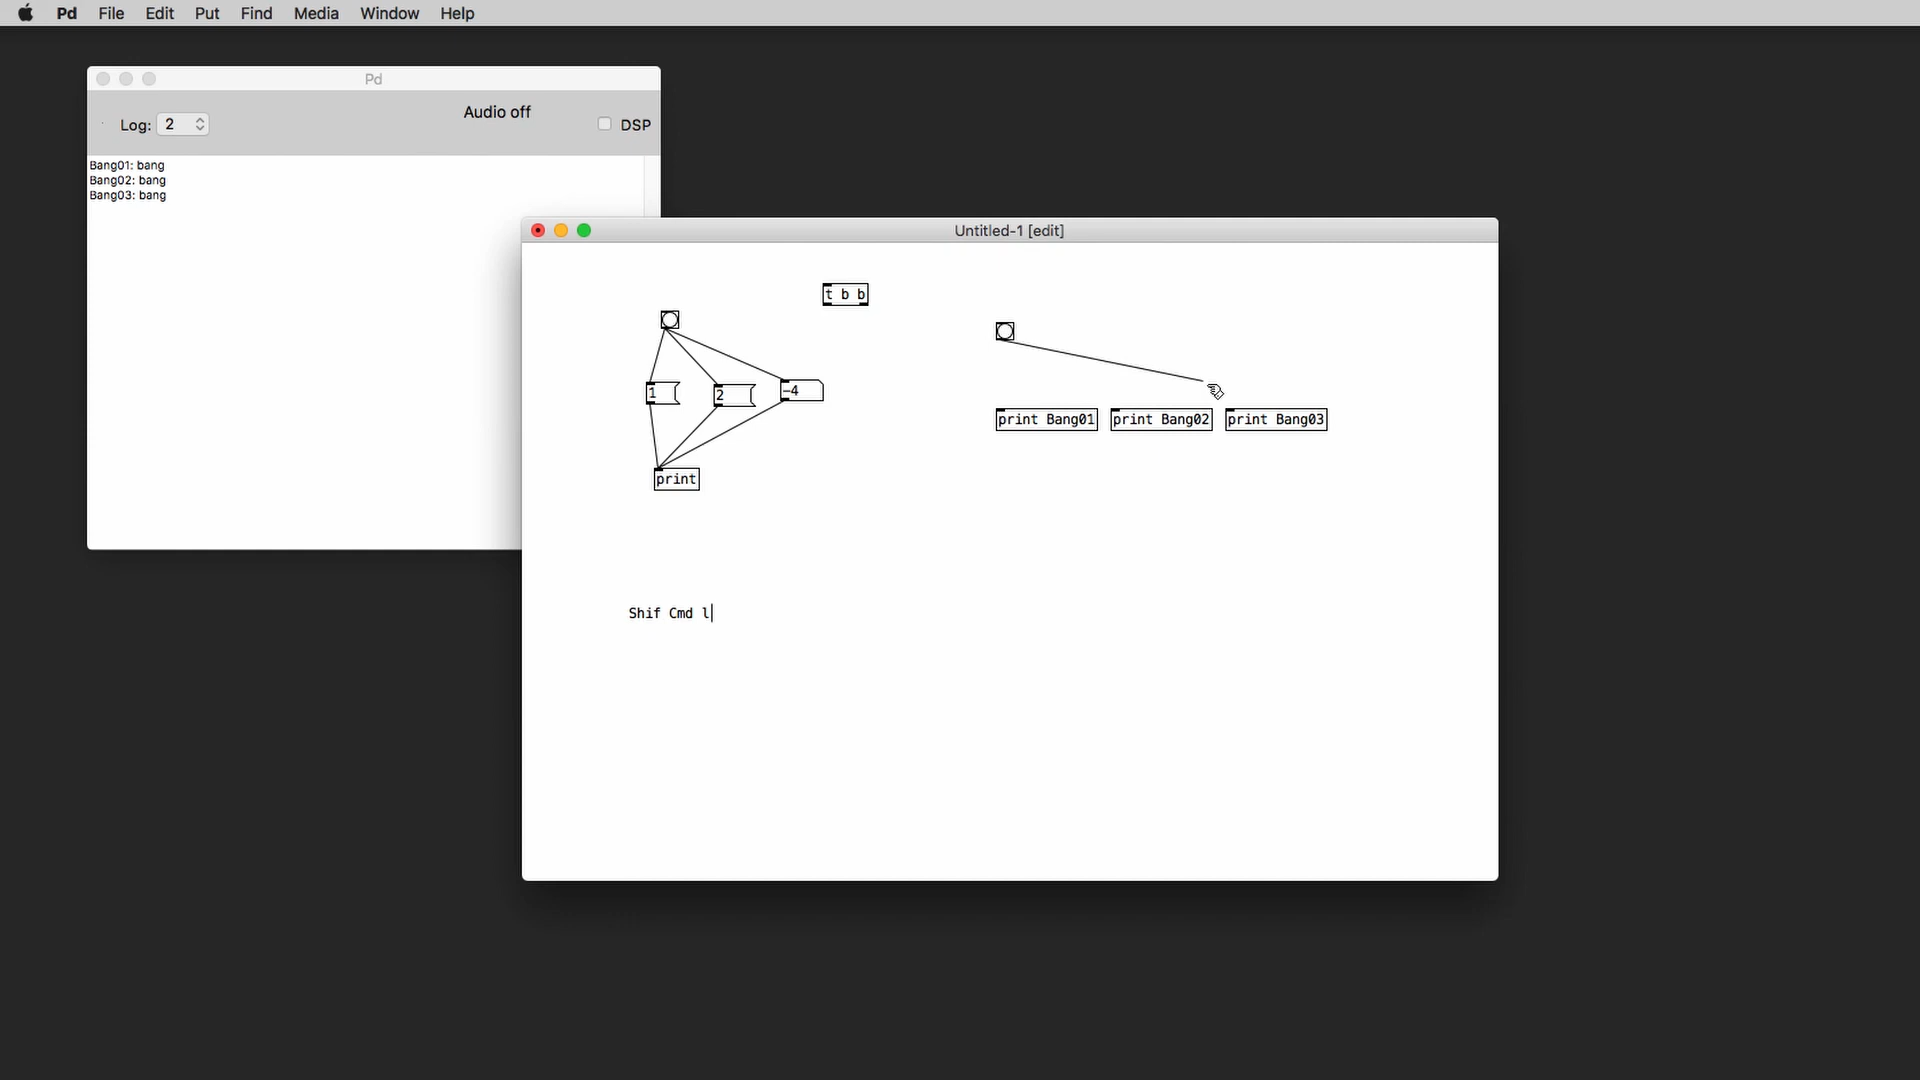 Pd File Edit Put Find Media Window Help
Pd
Log: 2
Audio off
DSP
Bang01: bang
Bang02: bang
Bang03: bang
Untitled-1 [edit]
t b b
1
2
-4
print
print Bang01
print Bang02
print Bang03
Shif Cmd l